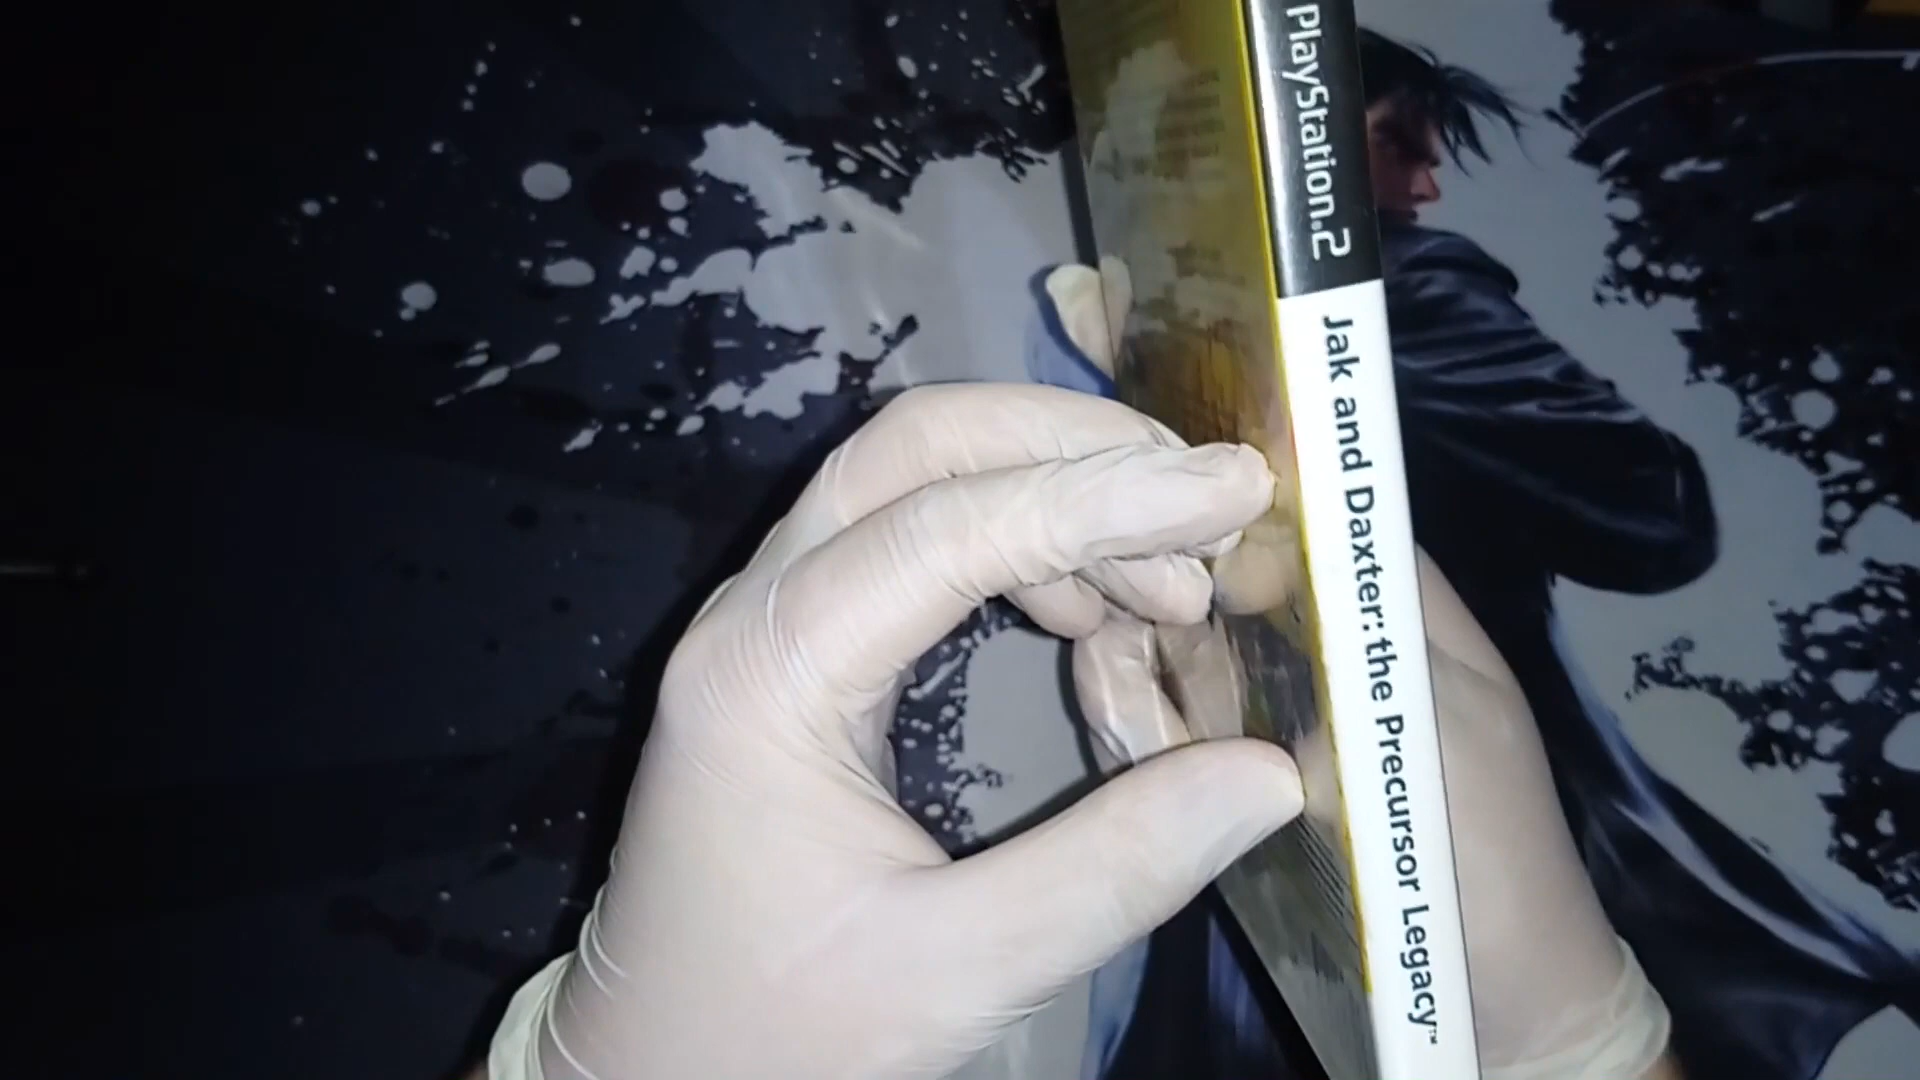 PlayStation.2
Jak and Daxter: the Precursor Legacy™